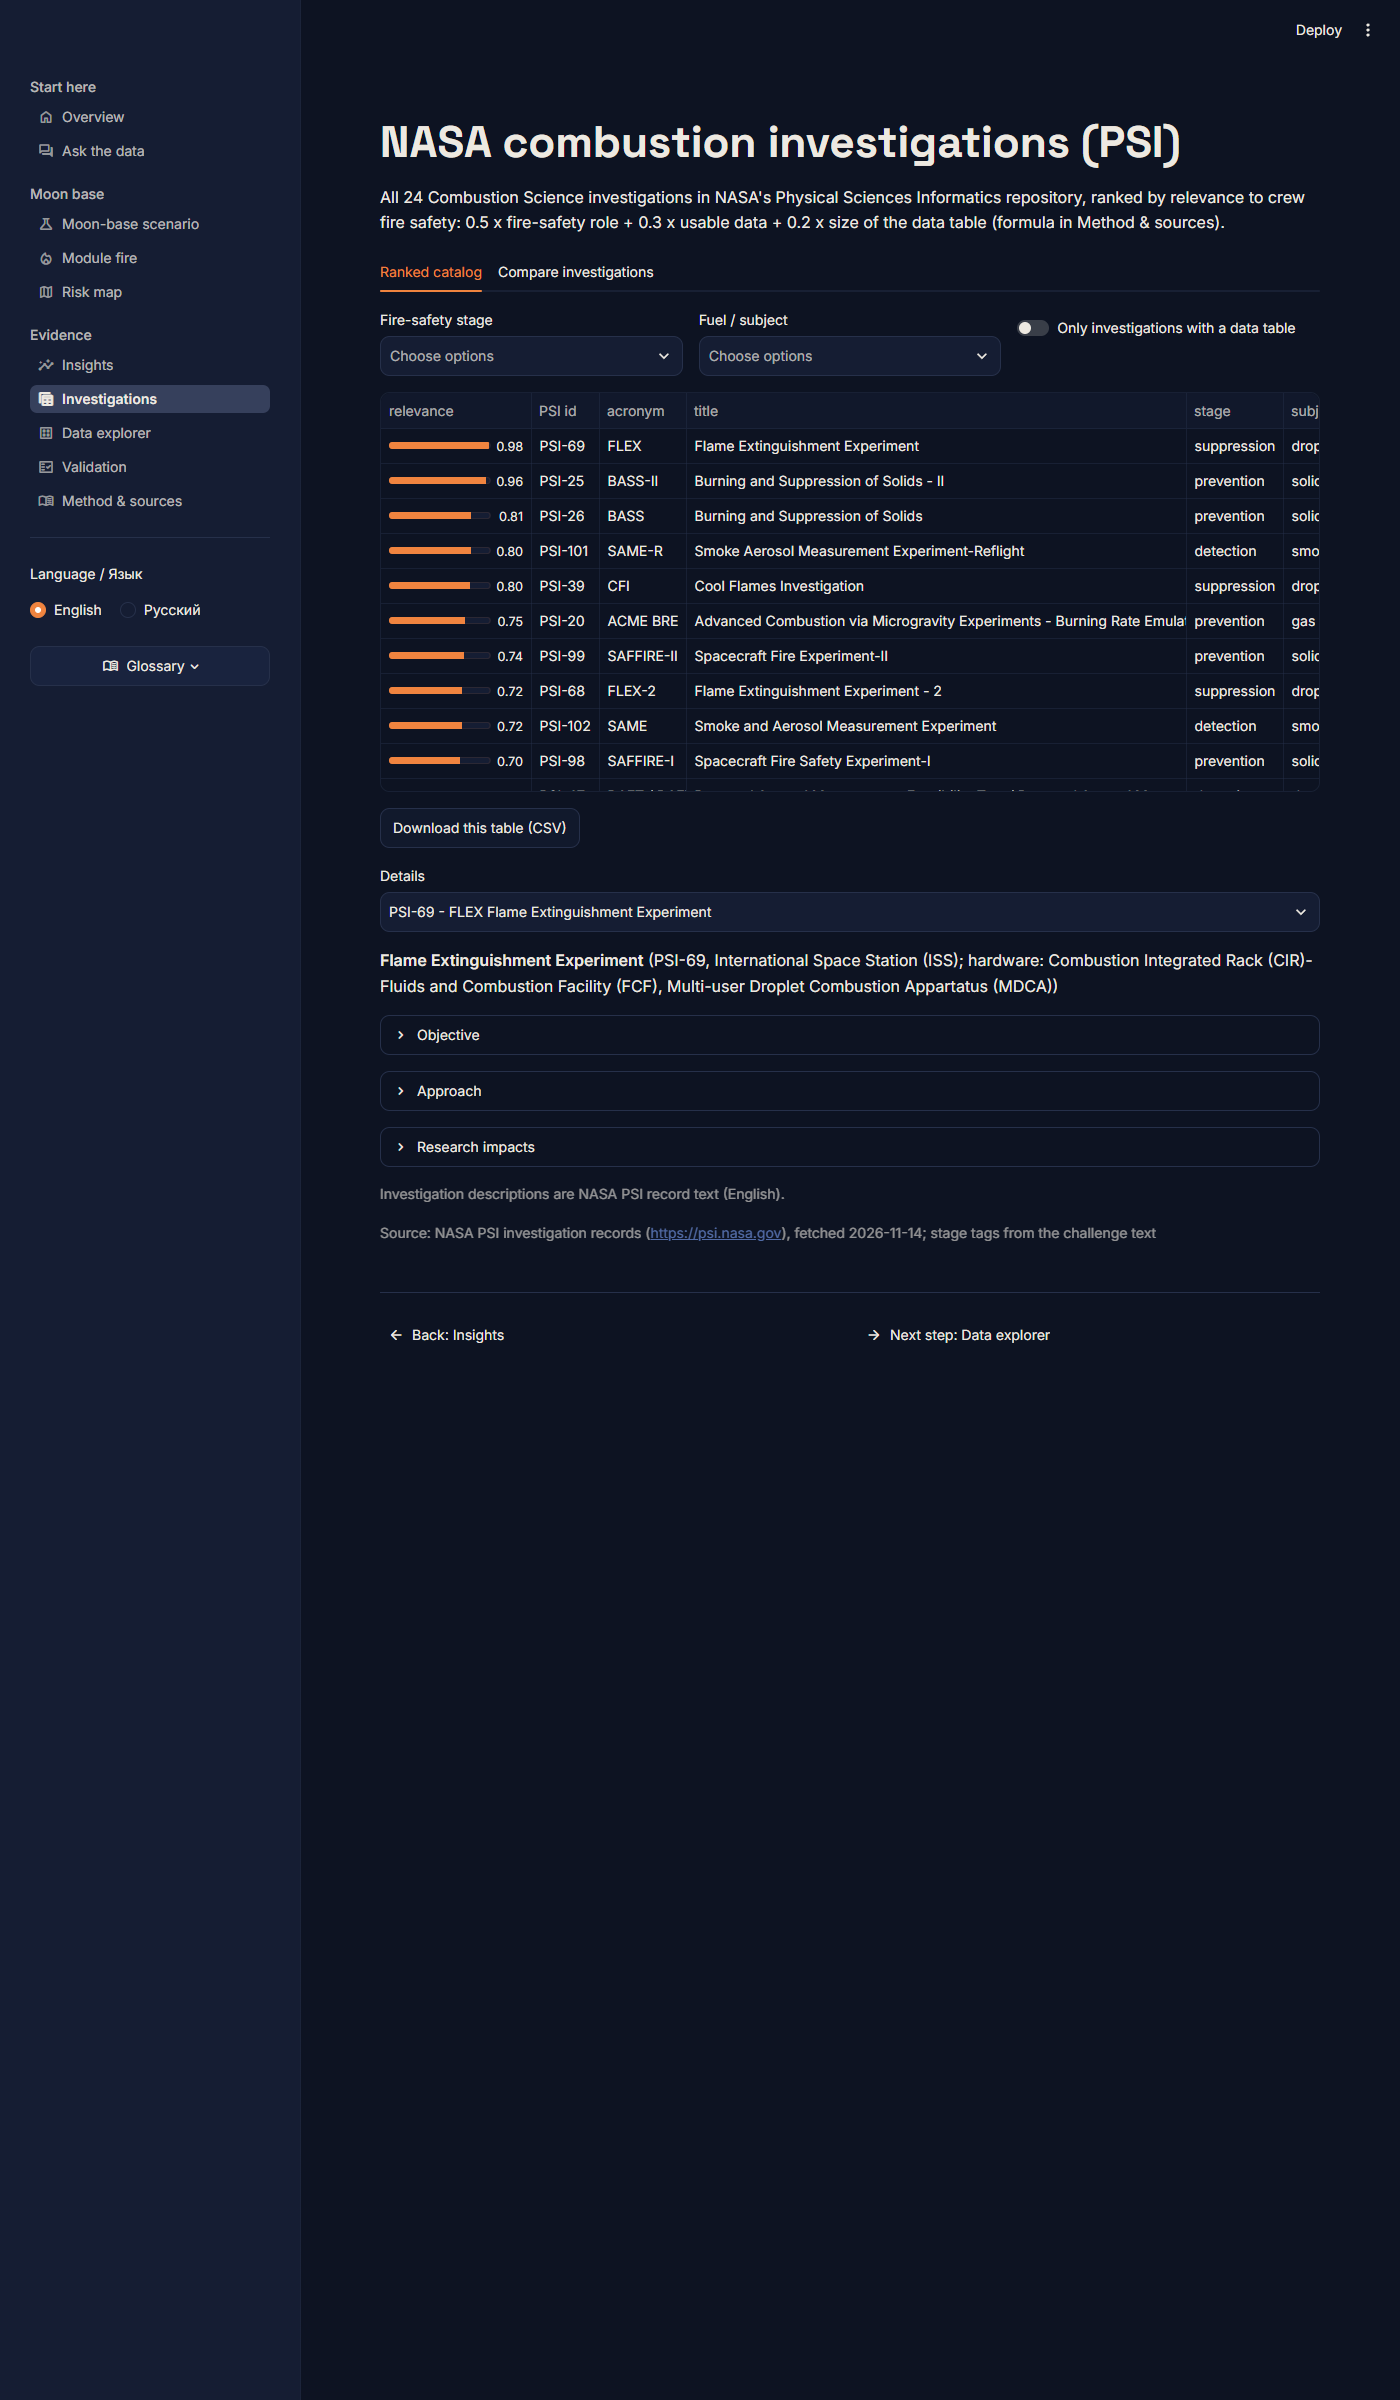 Deploy
Start here
Overview
Ask the data
Moon base
Moon-base scenario
Module fire
Risk map
Evidence
Insights
Investigations
Data explorer
Validation
Method & sources
Language / Язык
English Русский
Glossary
NASA combustion investigations (PSI)
All 24 Combustion Science investigations in NASA's Physical Sciences Informatics repository, ranked by relevance to crew
fire safety: 0.5 x fire-safety role + 0.3 x usable data + 0.2 x size of the data table (formula in Method & sources).
Ranked catalog Compare investigations
Fire-safety stage Fuel / subject
Only investigations with a data table
Choose options Choose options
relevance PSI id acronym title stage subj
0.98 PSI-69 FLEX Flame Extinguishment Experiment suppression drop
0.96 PSI-25 BASS-II Burning and Suppression of Solids - II prevention solid
0.81 PSI-26 BASS Burning and Suppression of Solids prevention solid
0.80 PSI-101 SAME-R Smoke Aerosol Measurement Experiment-Reflight detection smo
0.80 PSI-39 CFI Cool Flames Investigation suppression drop
0.75 PSI-20 ACME BRE Advanced Combustion via Microgravity Experiments - Burning Rate Emulat prevention gas
0.74 PSI-99 SAFFIRE-II Spacecraft Fire Experiment-II prevention solid
0.72 PSI-68 FLEX-2 Flame Extinguishment Experiment - 2 suppression drop
0.72 PSI-102 SAME Smoke and Aerosol Measurement Experiment detection smo
0.70 PSI-98 SAFFIRE-I Spacecraft Fire Safety Experiment-I prevention solid
Download this table (CSV)
Details
PSI-69 - FLEX Flame Extinguishment Experiment
Flame Extinguishment Experiment (PSI-69, International Space Station (ISS); hardware: Combustion Integrated Rack (CIR)-
Fluids and Combustion Facility (FCF), Multi-user Droplet Combustion Appartatus (MDCA))
Objective
Approach
Research impacts
Investigation descriptions are NASA PSI record text (English).
Source: NASA PSI investigation records (https://psi.nasa.gov), fetched 2026-11-14; stage tags from the challenge text
Back: Insights Next step: Data explorer